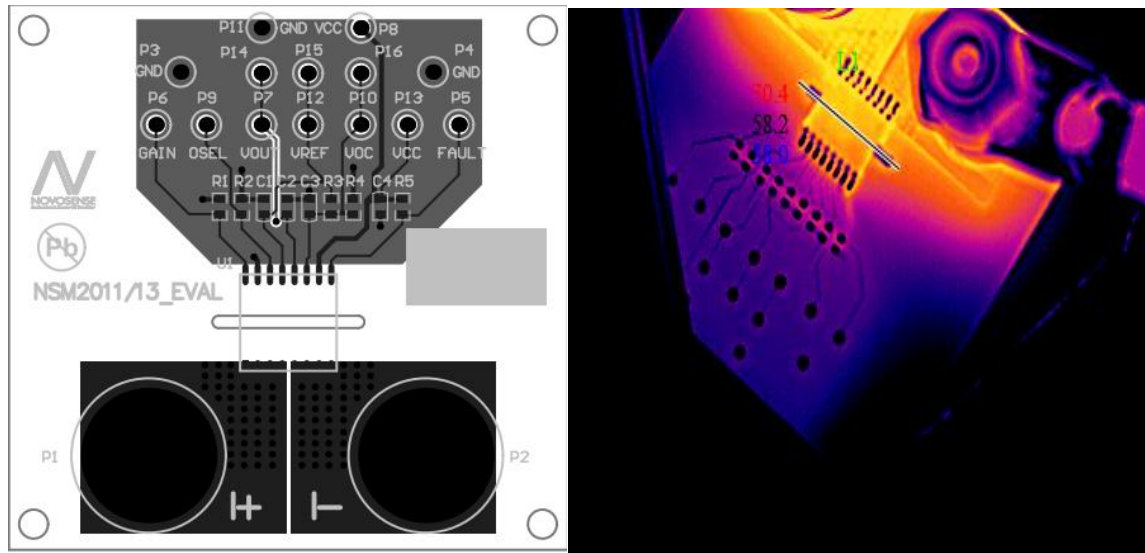 P11 GND VCC P8
P3 P14 P15 P16 P4
GND GND
P6 P9 P7 P12 P10 P13 P5
GAIN OSEL VOUT VREF VOC VCC FAULT
R1 R2 C1 C2 C3 R3 R4 C4 R5
NOVOSENSE
Pb
U1
NSM2011/13_EVAL
P1 P2
I+ I-
L1
58.2